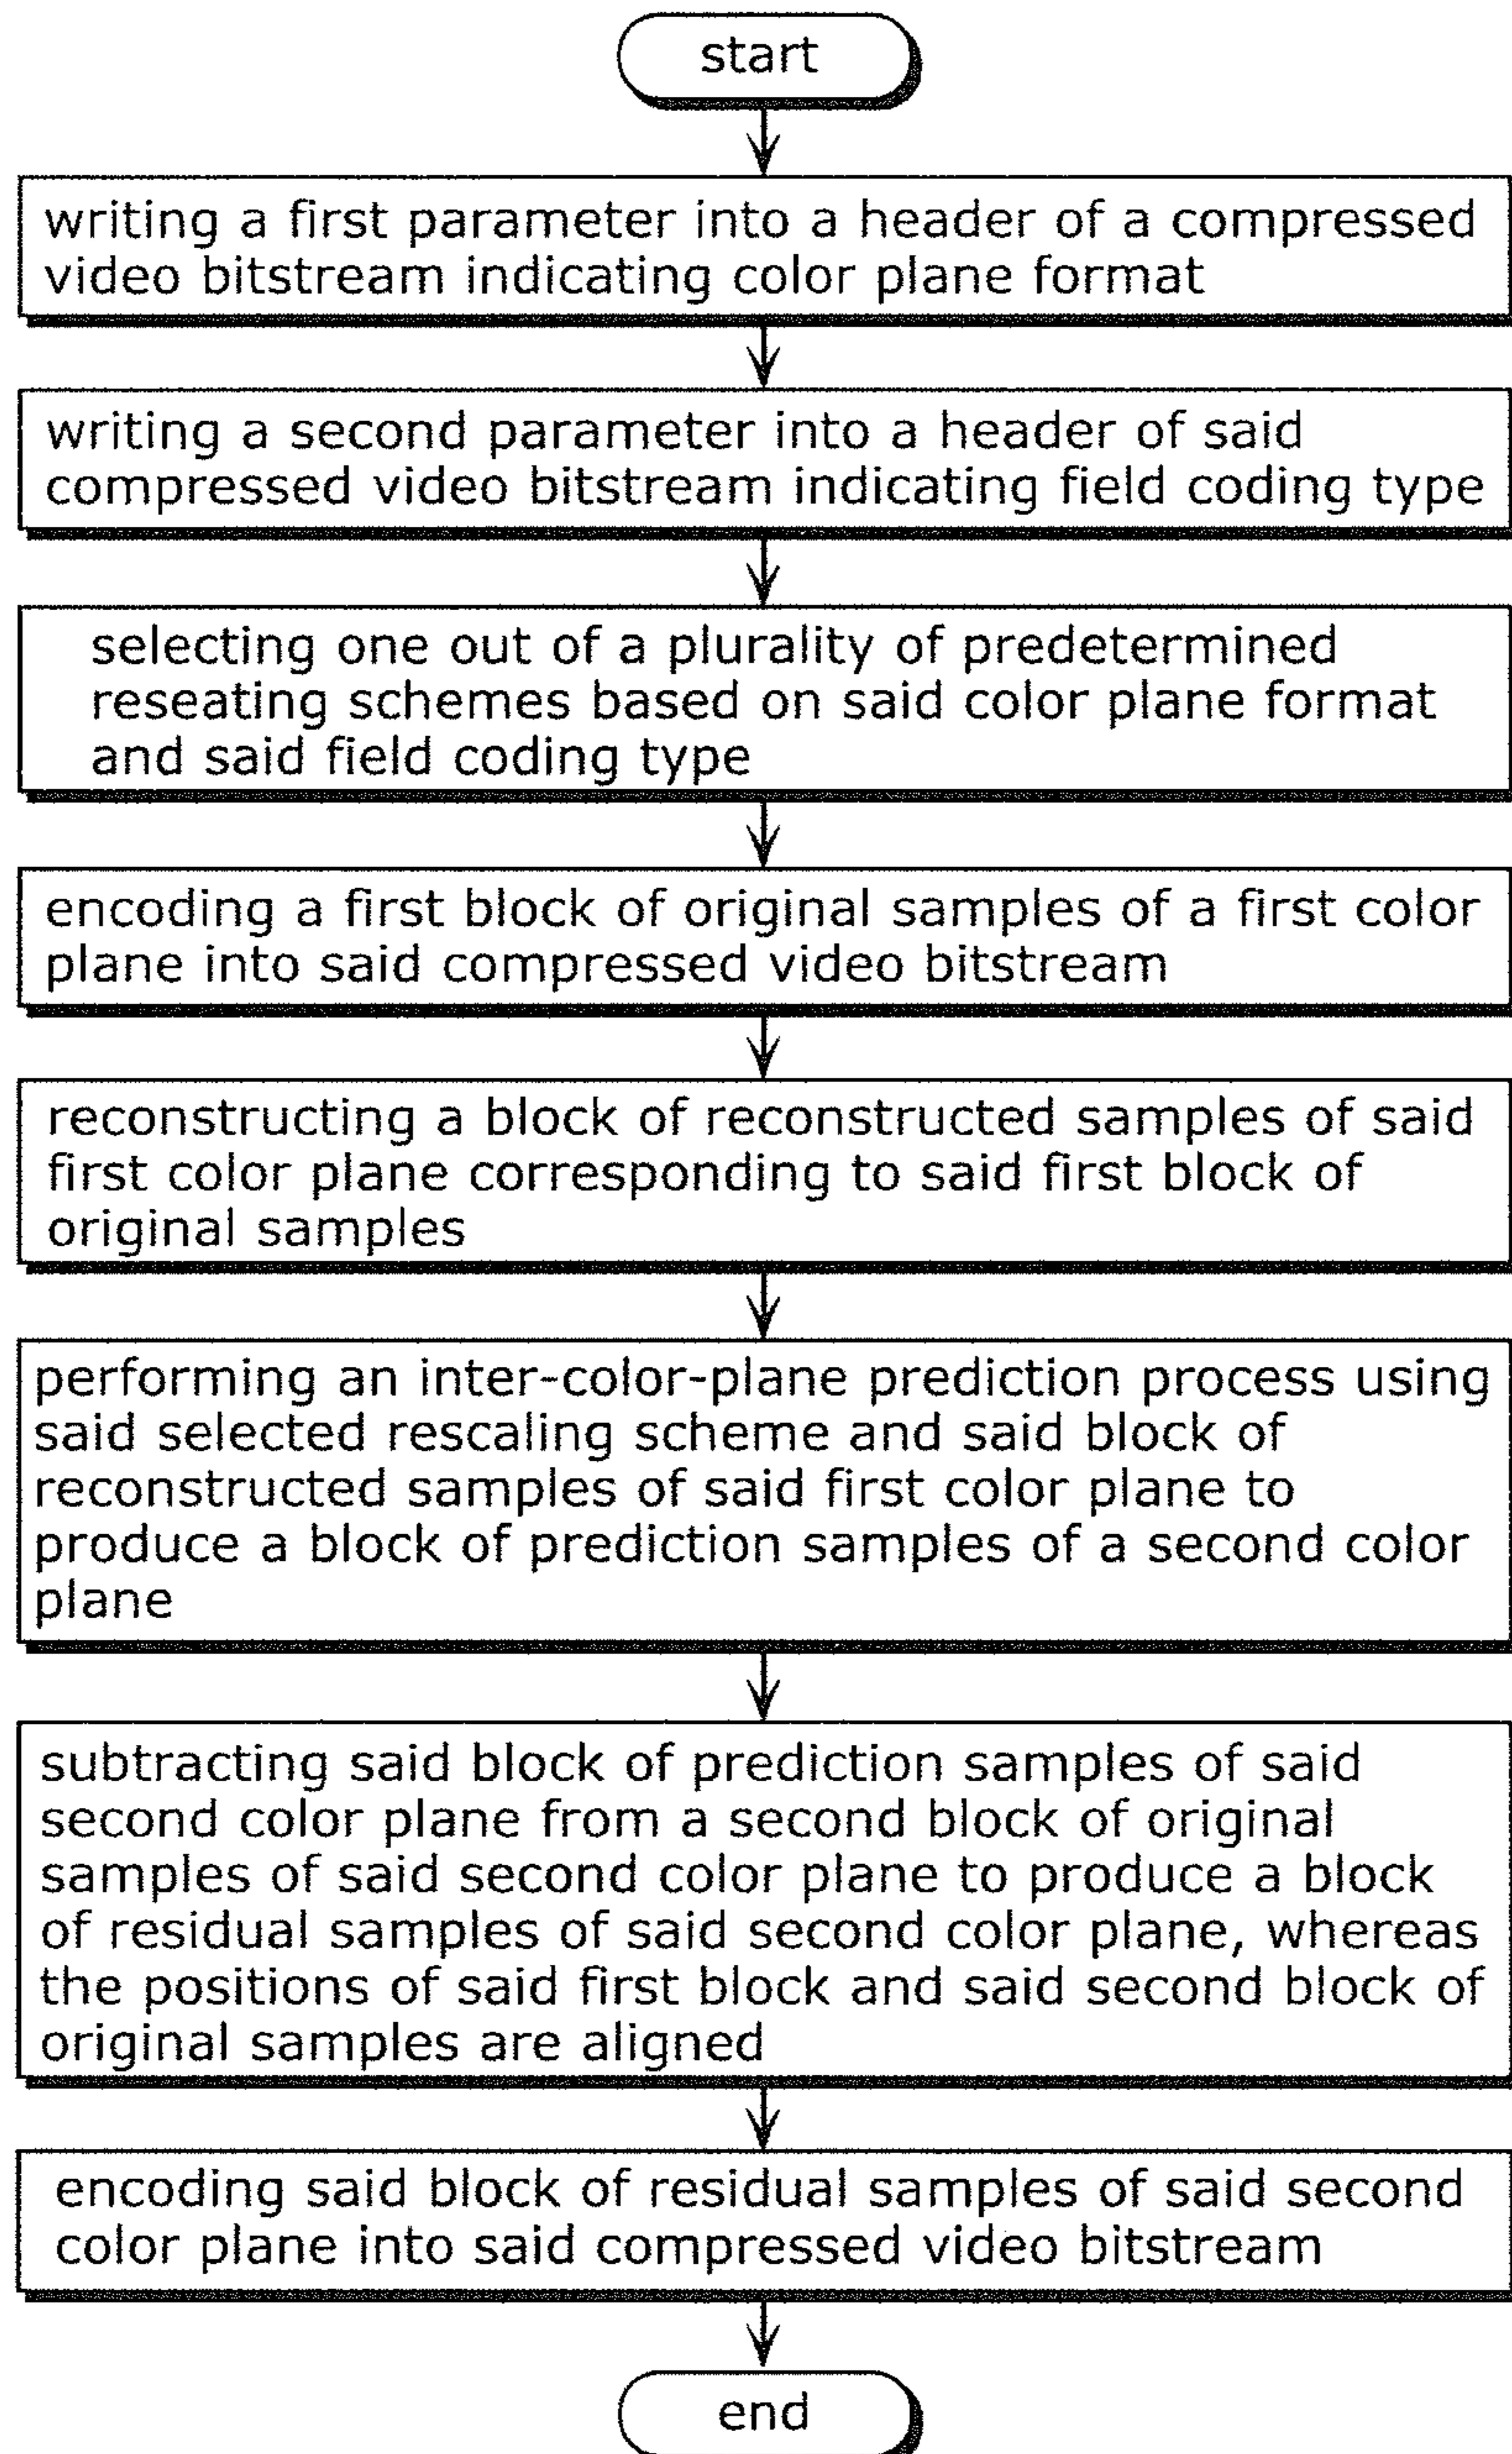 start
writing a first parameter into a header of a compressed
video bitstream indicating color plane format
writing a second parameter into a header of said
compressed video bitstream indicating field coding type
selecting one out of a plurality of predetermined
reseating schemes based on said color plane format
and said field coding type
encoding a first block of original samples of a first color
plane into said compressed video bitstream
reconstructing a block of reconstructed samples of said
first color plane corresponding to said first block of
original samples
performing an inter-color-plane prediction process using
said selected rescaling scheme and said block of
reconstructed samples of said first color plane to
produce a block of prediction samples of a second color
plane
subtracting said block of prediction samples of said
second color plane from a second block of original
samples of said second color plane to produce a block
of residual samples of said second color plane, whereas
the positions of said first block and said second block of
original samples are aligned
encoding said block of residual samples of said second
color plane into said compressed video bitstream
end